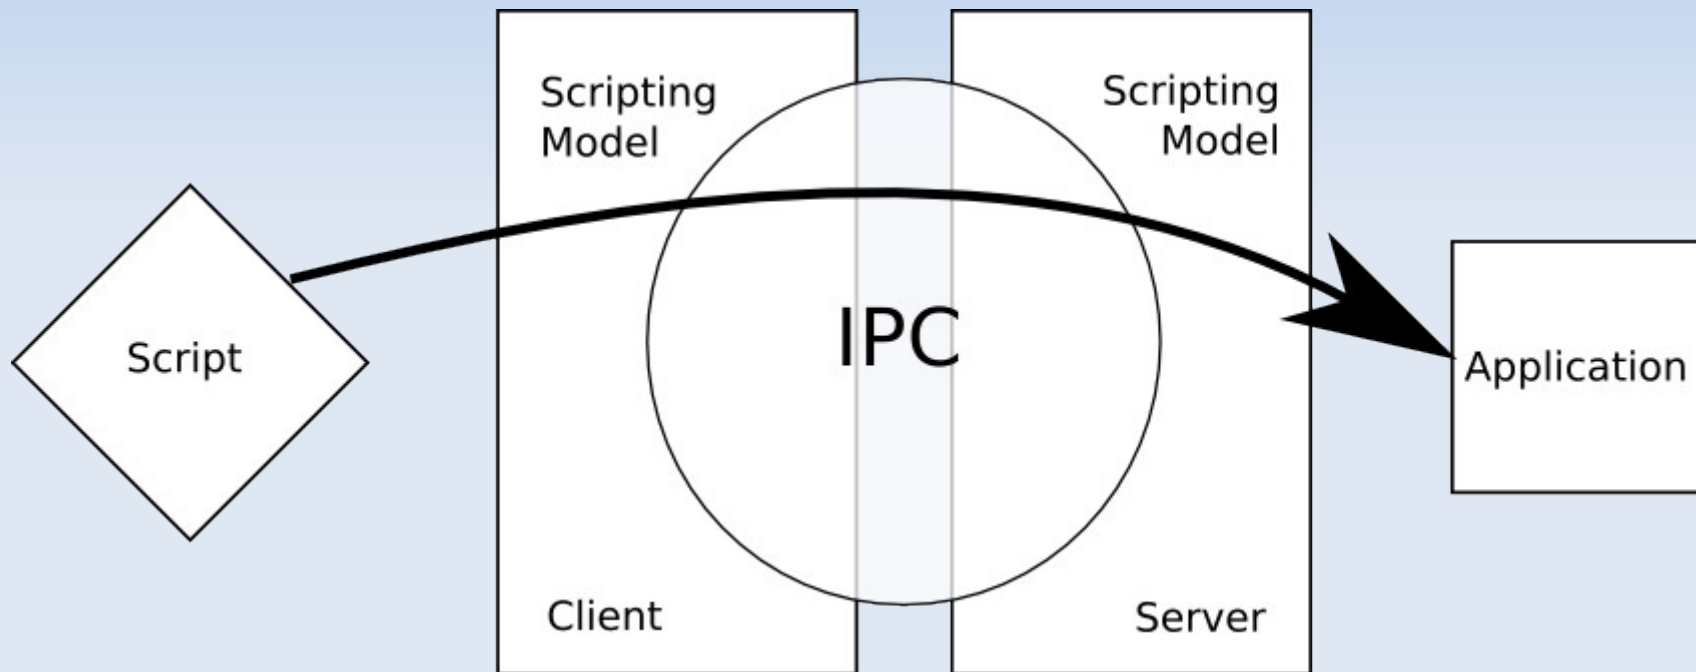 Scripting
Model
Scripting
Model
Script
IPC
Application
Client
Server